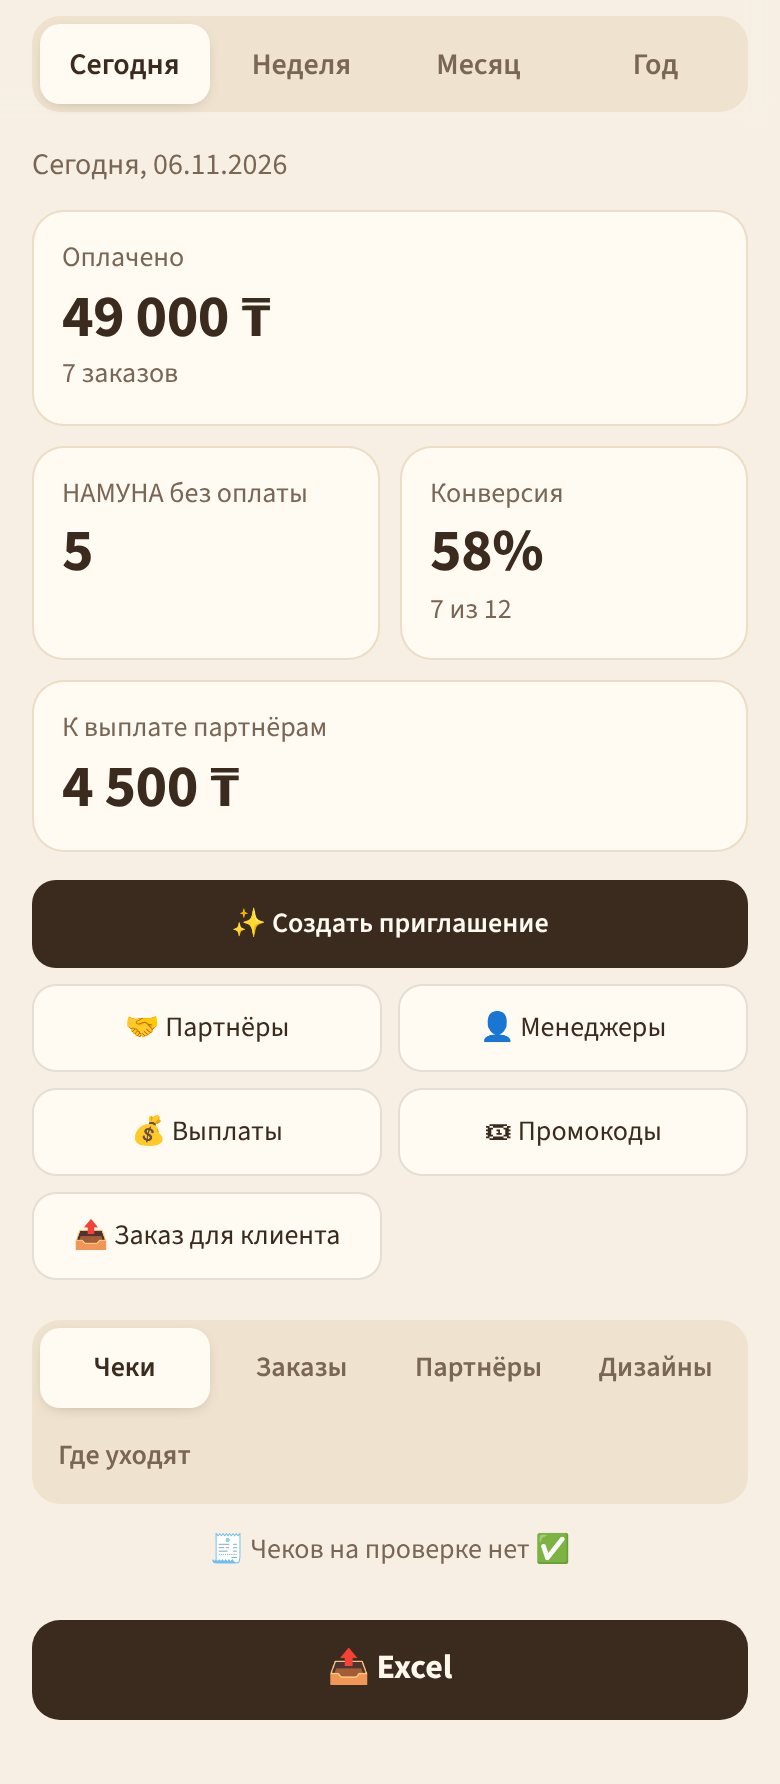 Сегодня Неделя Месяц Год
Сегодня, 06.11.2026
Оплачено
49 000 ₸
7 заказов
НАМУНА без оплаты
5
Конверсия
58%
7 из 12
К выплате партнёрам
4 500 ₸
✨ Создать приглашение
🤝 Партнёры
👤 Менеджеры
💰 Выплаты
🎟 Промокоды
📤 Заказ для клиента
Чеки Заказы Партнёры Дизайны
Где уходят
🧾 Чеков на проверке нет ✅
📤 Excel